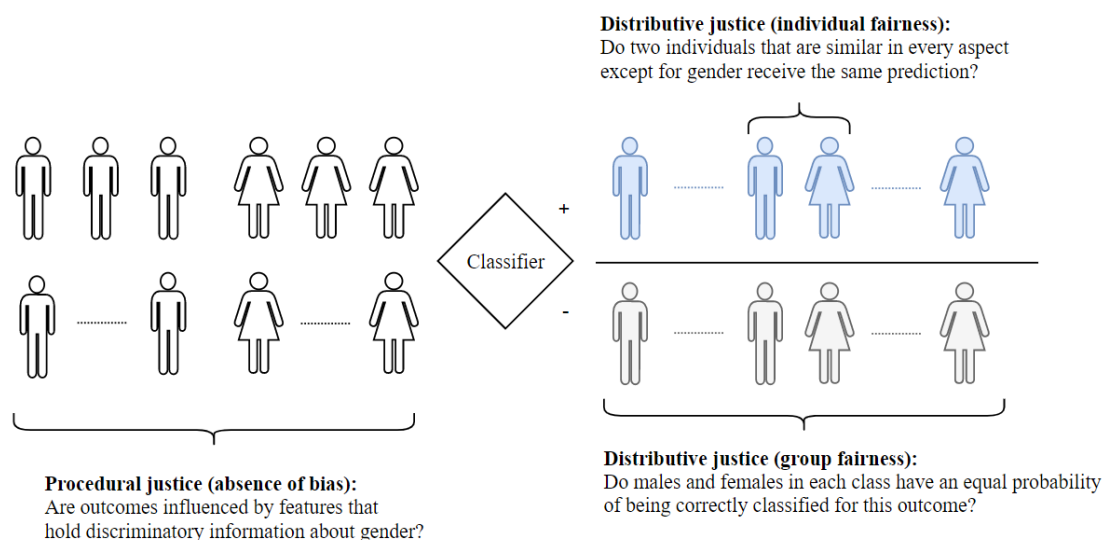 Distributive justice (individual fairness):
Do two individuals that are similar in every aspect
except for gender receive the same prediction?
+
Classifier
-
Distributive justice (group fairness):
Do males and females in each class have an equal probability
of being correctly classified for this outcome?
Procedural justice (absence of bias):
Are outcomes influenced by features that
hold discriminatory information about gender?